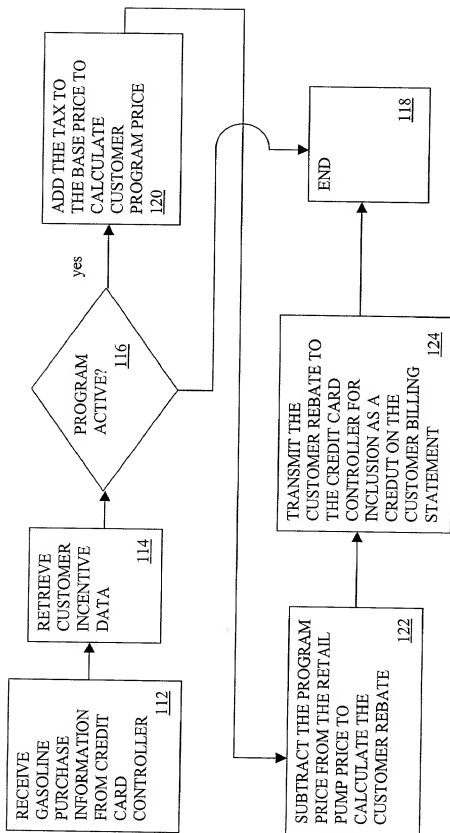 RECEIVE
GASOLINE
PURCHASE
INFORMATION
FROM CREDIT
CARD
CONTROLLER
112
RETRIEVE
CUSTOMER
INCENTIVE
DATA
114
PROGRAM
ACTIVE?
116
yes
ADD THE TAX TO
THE BASE PRICE TO
CALCULATE
CUSTOMER
PROGRAM PRICE
120
SUBTRACT THE PROGRAM
PRICE FROM THE RETAIL
PUMP PRICE TO
CALCULATE THE
CUSTOMER REBATE
122
TRANSMIT THE
CUSTOMER REBATE TO
THE CREDIT CARD
CONTROLLER FOR
INCLUSION AS A
CREDUT ON THE
CUSTOMER BILLING
STATEMENT
124
END
118